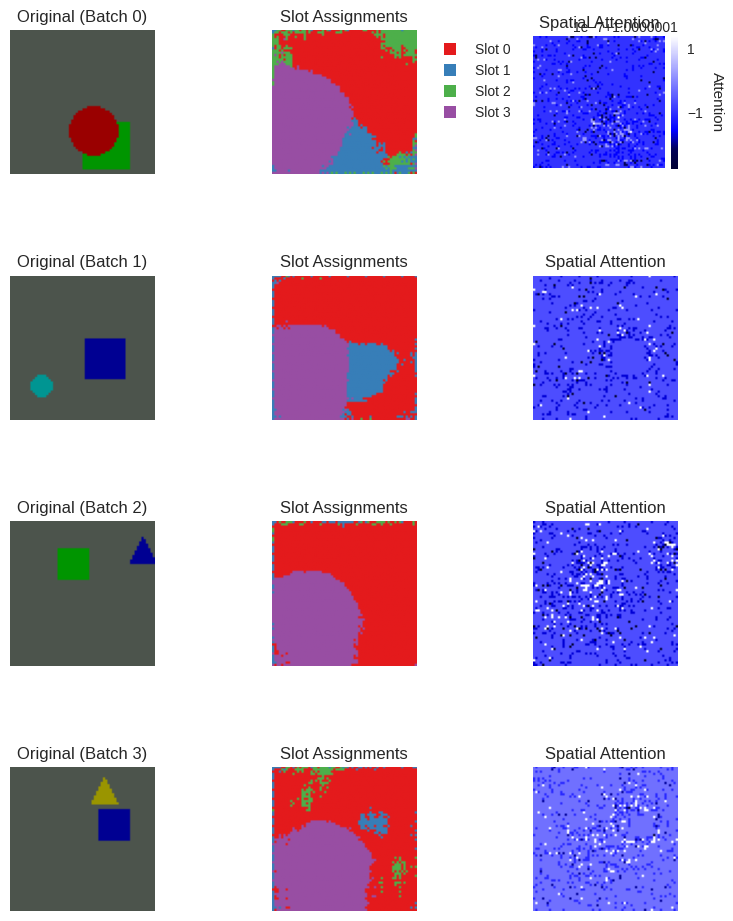 Original (Batch 0)
Slot Assignments
Slot 0
Slot 1
Slot 2
Slot 3
Spatial Attention
1e−7+1.0000001
1
−1
Attention
Original (Batch 1)
Slot Assignments
Spatial Attention
Original (Batch 2)
Slot Assignments
Spatial Attention
Original (Batch 3)
Slot Assignments
Spatial Attention